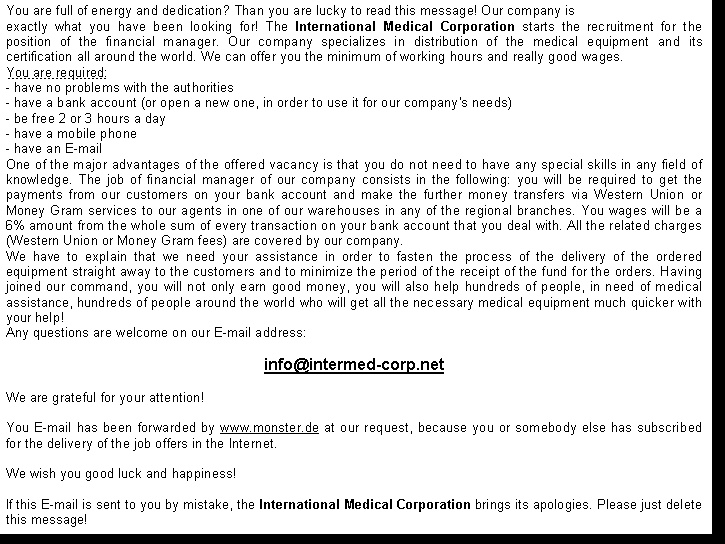 You are full of energy and dedication? Than you are lucky to read this message! Our company is
exactly what you have been looking for! The International Medical Corporation starts the recruitment for the
position of the financial manager. Our company specializes in distribution of the medical equipment and its
certification all around the world. We can offer you the minimum of working hours and really good wages.
You are required:
- have no problems with the authorities
- have a bank account (or open a new one, in order to use it for our company's needs)
- be free 2 or 3 hours a day
- have a mobile phone
- have an E-mail
One of the major advantages of the offered vacancy is that you do not need to have any special skills in any field of
knowledge. The job of financial manager of our company consists in the following: you will be required to get the
payments from our customers on your bank account and make the further money transfers via Western Union or
Money Gram services to our agents in one of our warehouses in any of the regional branches. You wages will be a
6% amount from the whole sum of every transaction on your bank account that you deal with. All the related charges
(Western Union or Money Gram fees) are covered by our company.
We have to explain that we need your assistance in order to fasten the process of the delivery of the ordered
equipment straight away to the customers and to minimize the period of the receipt of the fund for the orders. Having
joined our command, you will not only earn good money, you will also help hundreds of people, in need of medical
assistance, hundreds of people around the world who will get all the necessary medical equipment much quicker with
your help!
Any questions are welcome on our E-mail address:
info@intermed-corp.net
We are grateful for your attention!
You E-mail has been forwarded by www.monster.de at our request, because you or somebody else has subscribed
for the delivery of the job offers in the Internet.
We wish you good luck and happiness!
If this E-mail is sent to you by mistake, the International Medical Corporation brings its apologies. Please just delete
this message!